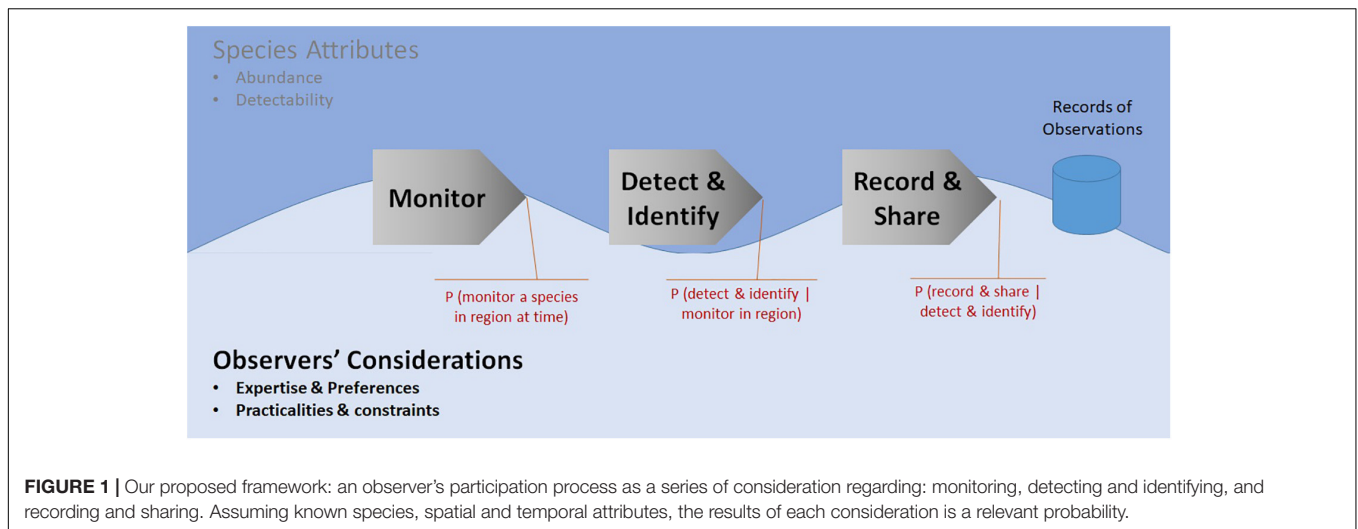 Species Attributes
• Abundance
• Detectability
Records of
Observations
Monitor
Detect &
Identify
Record &
Share
P (monitor a species
in region at time)
P (detect & identify |
monitor in region)
P (record & share |
detect & identify)
Observers' Considerations
• Expertise & Preferences
• Practicalities & constraints
FIGURE 1 | Our proposed framework: an observer's participation process as a series of consideration regarding: monitoring, detecting and identifying, and
recording and sharing. Assuming known species, spatial and temporal attributes, the results of each consideration is a relevant probability.